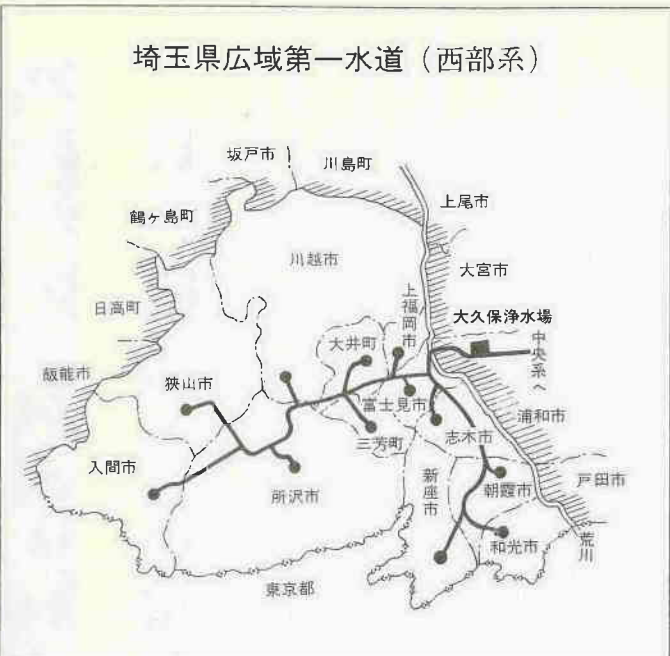 埼玉県広域第一水道（西部系）
坂戸市
川島町
鶴ヶ島町
上尾市
川越市
大宮市
日高町
上福岡市
大久保浄水場
大井町
中央系へ
飯能市
狭山市
富士見市
浦和市
三芳町
志木市
入間市
新座市
朝霞市
戸田市
所沢市
和光市
荒川
東京都